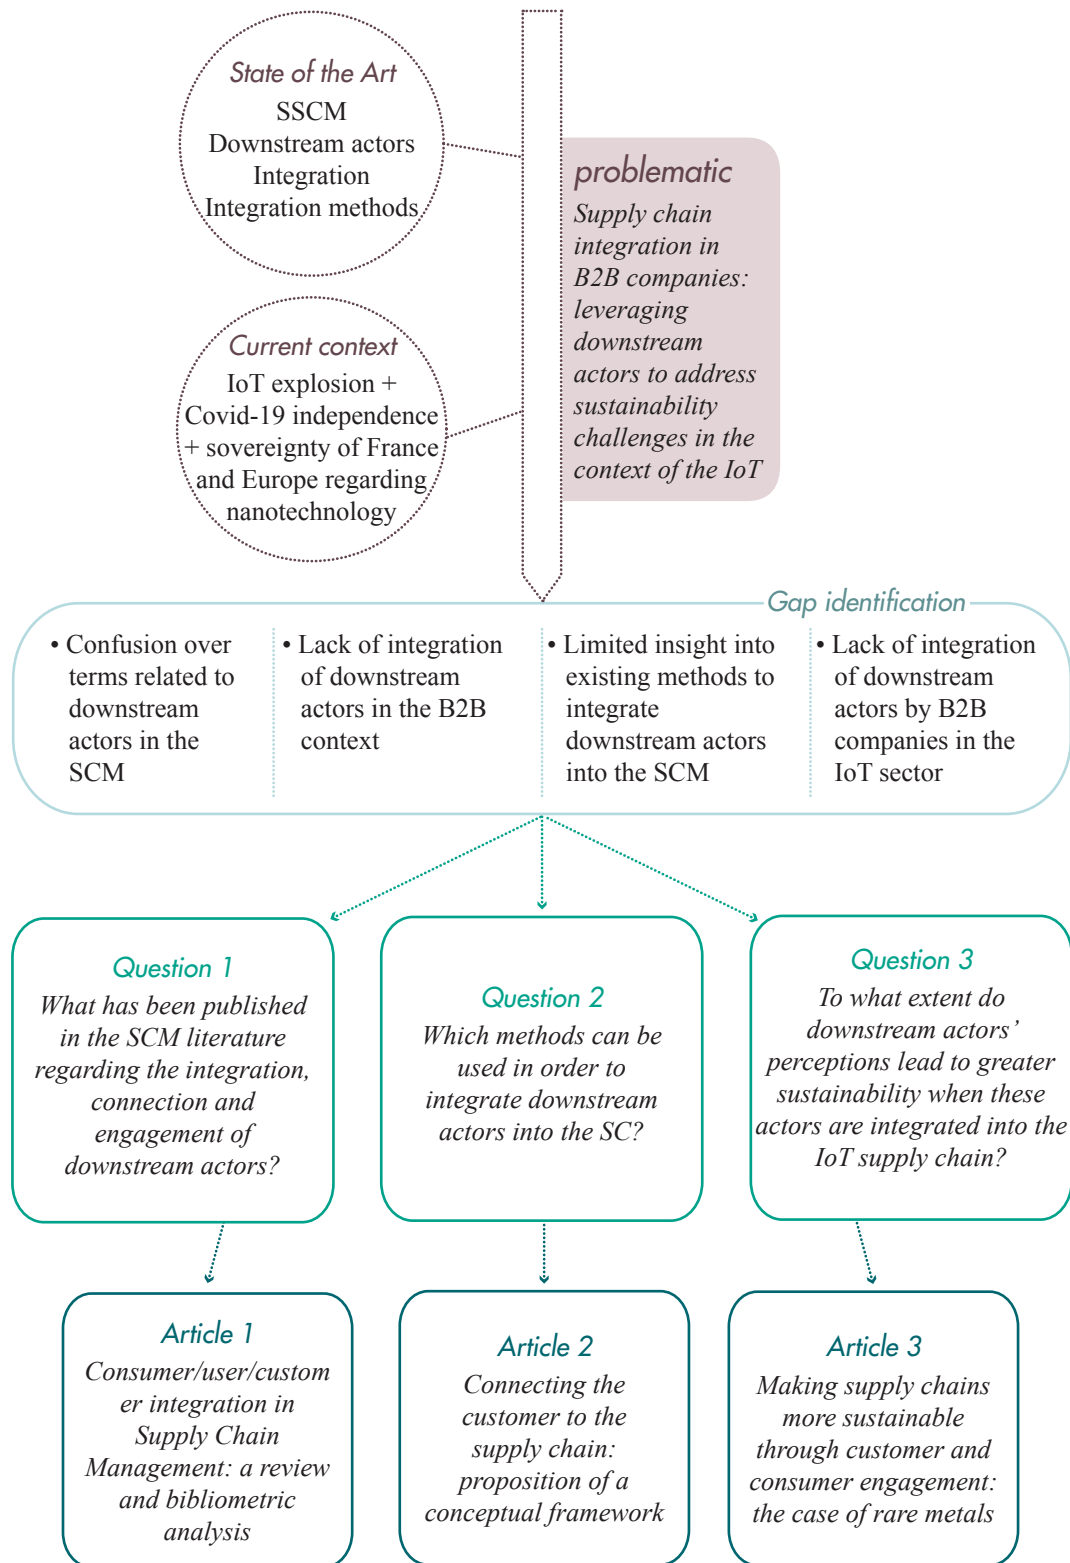 State of the Art
SSCM
Downstream actors
Integration
Integration methods
problematic
Supply chain
integration in
B2B companies:
leveraging
downstream
actors to address
sustainability
challenges in the
context of the IoT
Current context
IoT explosion +
Covid-19 independence
+ sovereignty of France
and Europe regarding
nanotechnology
Gap identification
• Confusion over
terms related to
downstream
actors in the
SCM
• Lack of integration
of downstream
actors in the B2B
context
• Limited insight into
existing methods to
integrate
downstream actors
into the SCM
• Lack of integration
of downstream
actors by B2B
companies in the
IoT sector
Question 1
What has been published
in the SCM literature
regarding the integration,
connection and
engagement of
downstream actors?
Question 2
Which methods can be
used in order to
integrate downstream
actors into the SC?
Question 3
To what extent do
downstream actors’
perceptions lead to greater
sustainability when these
actors are integrated into the
IoT supply chain?
Article 1
Consumer/user/custom
er integration in
Supply Chain
Management: a review
and bibliometric
analysis
Article 2
Connecting the
customer to the
supply chain:
proposition of a
conceptual framework
Article 3
Making supply chains
more sustainable
through customer and
consumer engagement:
the case of rare metals